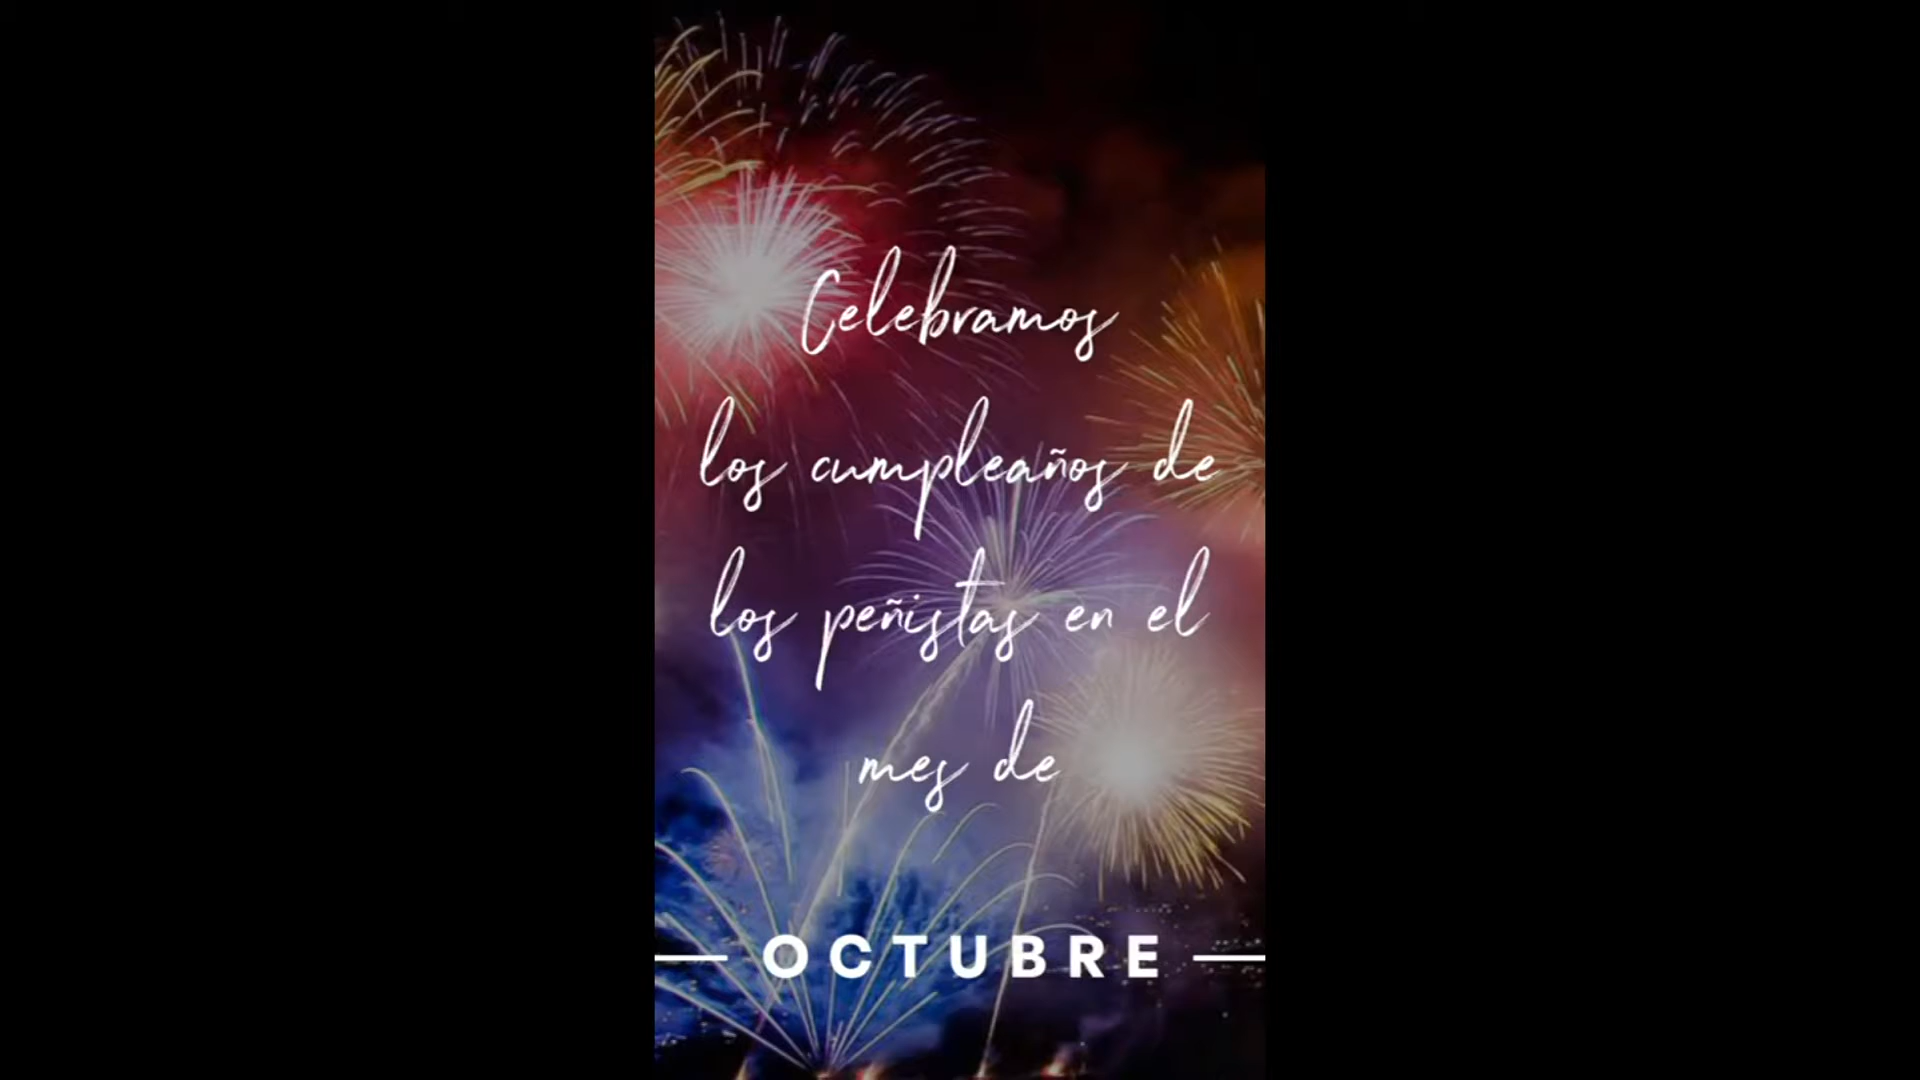 Celebramos
los cumpleaños de
los peñistas en el
mes de
OCTUBRE